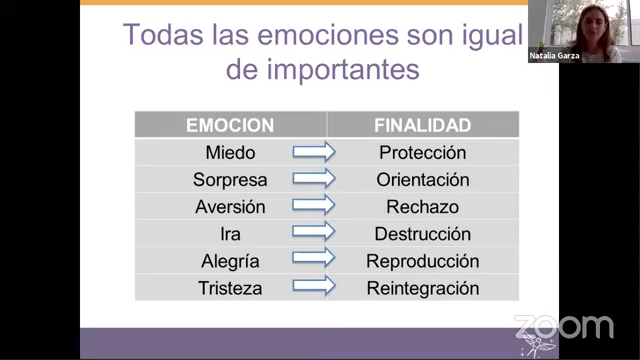 Todas las emociones son igual
de importantes
Natalia Garza
EMOCION FINALIDAD
Miedo Protección
Sorpresa Orientación
Aversión Rechazo
Ira Destrucción
Alegría Reproducción
Tristeza Reintegración
zoom